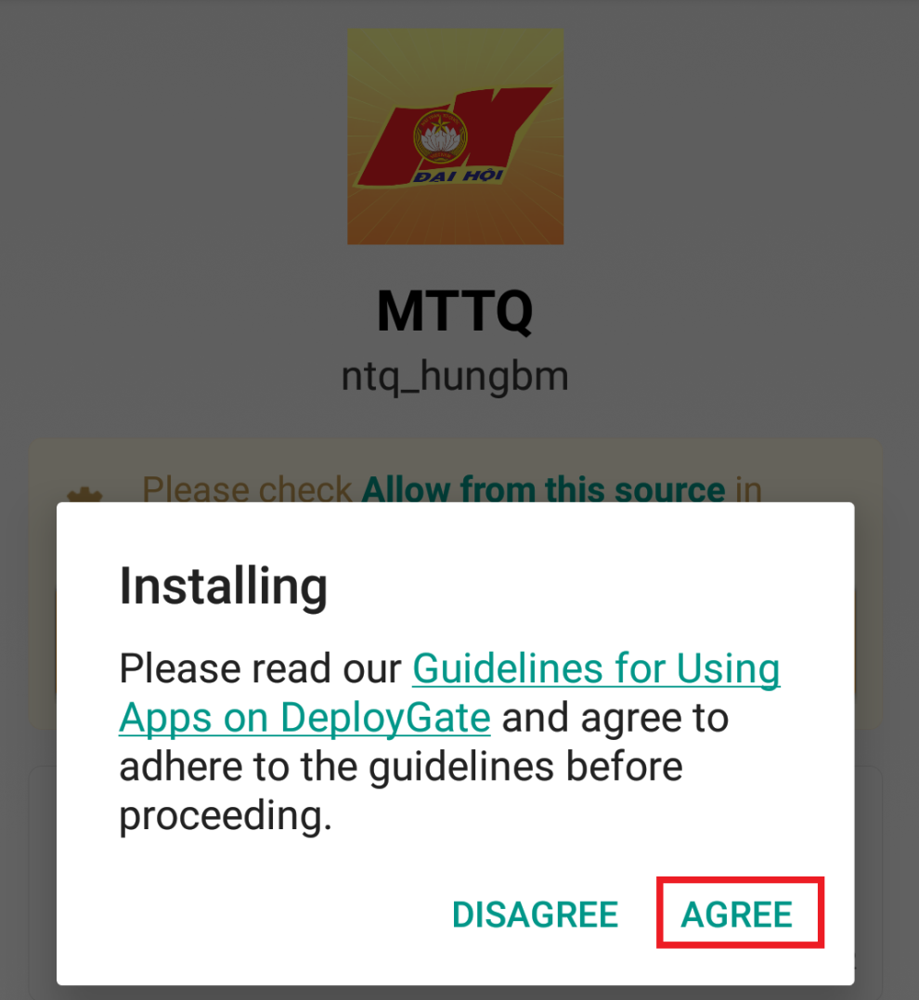 ĐẠI HỘI
MTTQ
ntq_hungbm
Please check Allow from this source in
Installing
Please read our Guidelines for Using
Apps on DeployGate and agree to
adhere to the guidelines before
proceeding.
DISAGREE AGREE